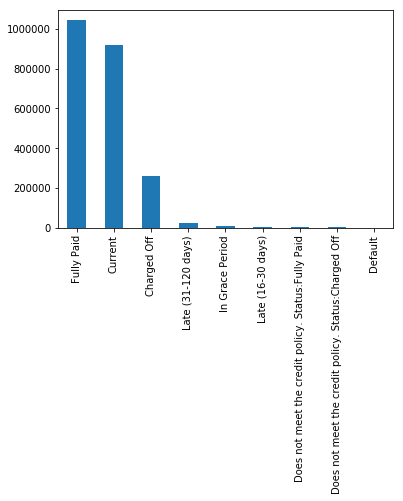 1000000
800000
600000
400000
200000
0
Fully Paid
Current
Charged Off
Late (31-120 days)
In Grace Period
Late (16-30 days)
Does not meet the credit policy. Status:Fully Paid
Does not meet the credit policy. Status:Charged Off
Default